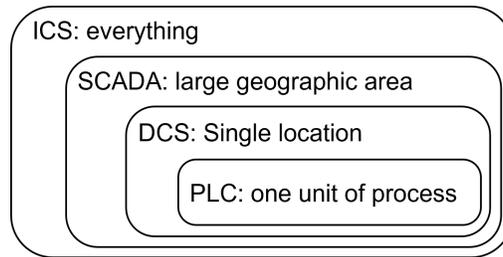 ICS: everything
SCADA: large geographic area
DCS: Single location
PLC: one unit of process